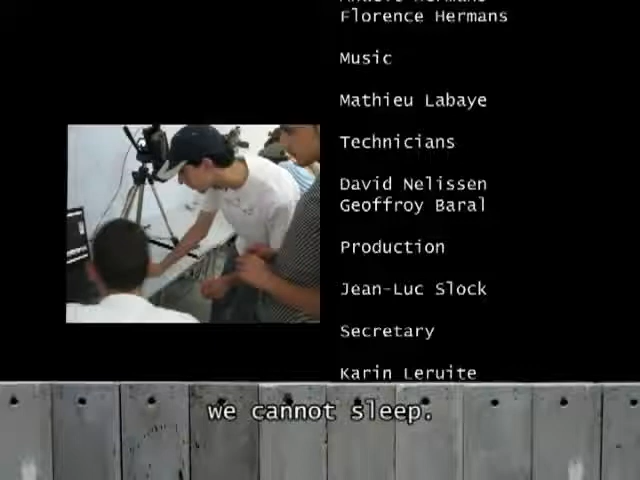 Florence Hermans
Music
Mathieu Labaye
Technicians
David Nelissen
Geoffroy Baral
Production
Jean-Luc Slock
Secretary
Karin Leruite
we cannot sleep.